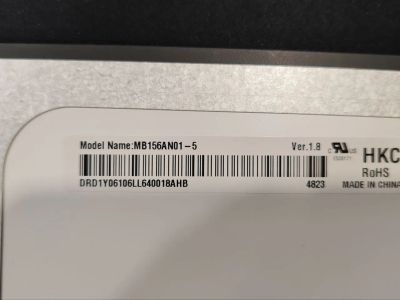 Model Name:MB156AN01-5 Ver.1.8
HKC
RoHS
DRD1Y06106LL640018AHB 4823
MADE IN CHINA